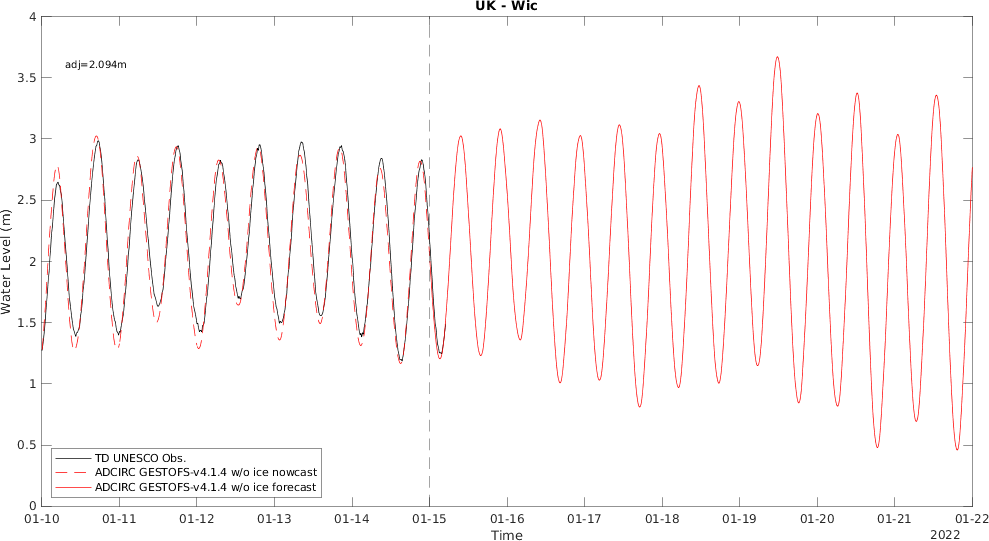 UK - Wic
adj=2.094m
Water Level (m)
4
3.5
3
2.5
2
1.5
1
0.5
0
TD UNESCO Obs.
ADCIRC GESTOFS-v4.1.4 w/o ice nowcast
ADCIRC GESTOFS-v4.1.4 w/o ice forecast
01-10 01-11 01-12 01-13 01-14 01-15 01-16 01-17 01-18 01-19 01-20 01-21 01-22
Time
2022